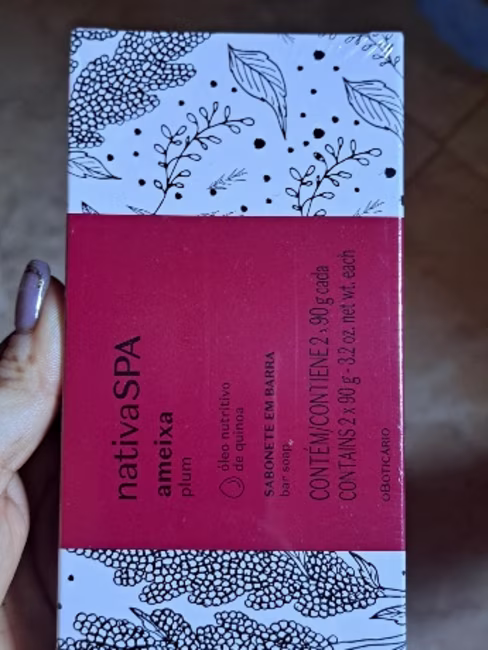 nativaSPA
ameixa
plum
óleo nutritivo
de quinoa
SABONETE EM BARRA
bar soap
CONTÉM/CONTIENE 2 x 90 g cada
CONTAINS 2 x 90 g - 3.2 oz. net wt. each
oBOTICÁRIO